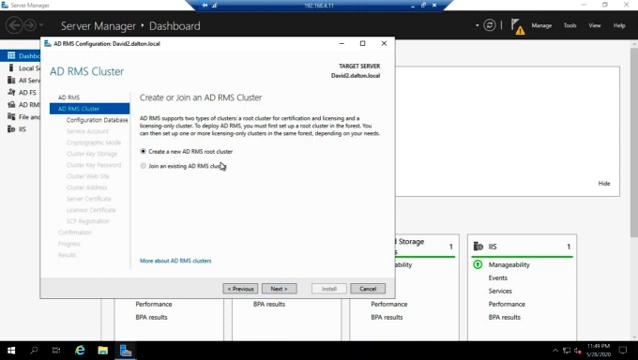 Server Manager
192.168.4.11
Server Manager • Dashboard
Manage Tools View Help
AD RMS Configuration: David2.dalton.local
AD RMS Cluster
TARGET SERVER
David2.dalton.local
AD RMS
AD RMS Cluster
Configuration Database
Service Account
Cryptographic Mode
Cluster Key Storage
Cluster Key Password
Cluster Web Site
Cluster Address
Server Certificate
Licensor Certificate
SCP Registration
Confirmation
Progress
Results
Create or Join an AD RMS Cluster
AD RMS supports two types of clusters: a root cluster for certification and licensing and a
licensing-only cluster. To deploy AD RMS, you must first set up a root cluster in the forest. You
can then set up one or more licensing-only clusters in the same forest, depending on your needs.
Create a new AD RMS root cluster
Join an existing AD RMS cluster
More about AD RMS clusters
< Previous
Next >
Install
Cancel
Dashbo
Local S
All Serv
AD FS
AD RM
File an
IIS
Hide
d Storage
1
IIS
1
Manageability
Events
Services
Performance
BPA results
Performance
BPA results
BPA results
Performance
BPA results
11:49 PM
5/28/2020